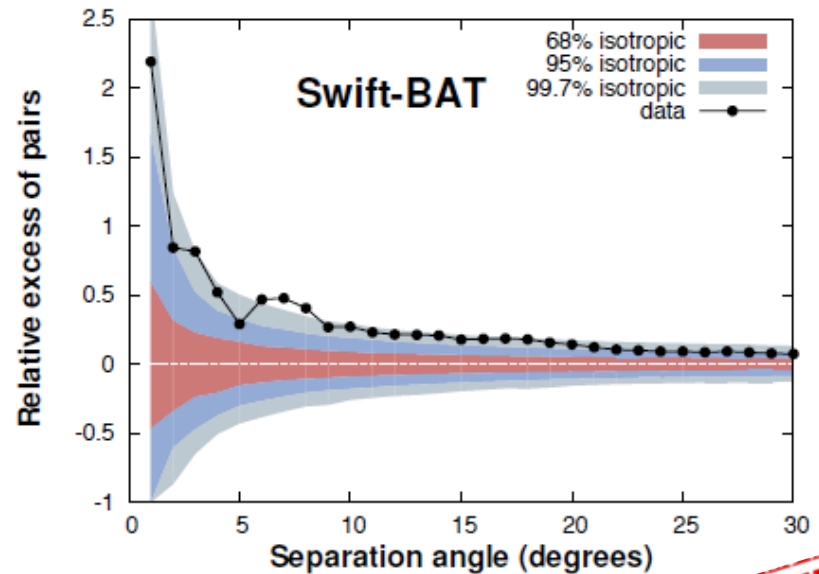 Swift-BAT
68% isotropic
95% isotropic
99.7% isotropic
data
Relative excess of pairs
2.5
2
1.5
1
0.5
0
-0.5
-1
0 5 10 15 20 25 30
Separation angle (degrees)